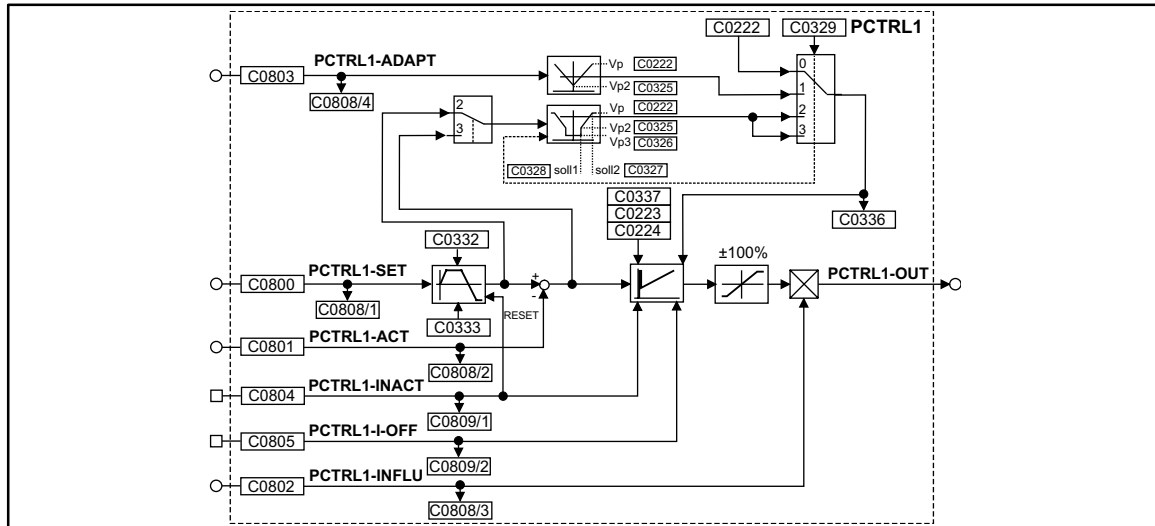 C0222
C0329
PCTRL1
PCTRL1-ADAPT
C0803
C0808/4
Vp
C0222
Vp2
C0325
0
1
2
3
2
3
Vp
C0222
Vp2
C0325
Vp3
C0326
C0328
soll1
soll2
C0327
C0337
C0223
C0224
C0336
C0332
±100%
PCTRL1-SET
C0800
C0808/1
+
-
RESET
C0333
PCTRL1-OUT
PCTRL1-ACT
C0801
C0808/2
PCTRL1-INACT
C0804
C0809/1
PCTRL1-I-OFF
C0805
C0809/2
PCTRL1-INFLU
C0802
C0808/3